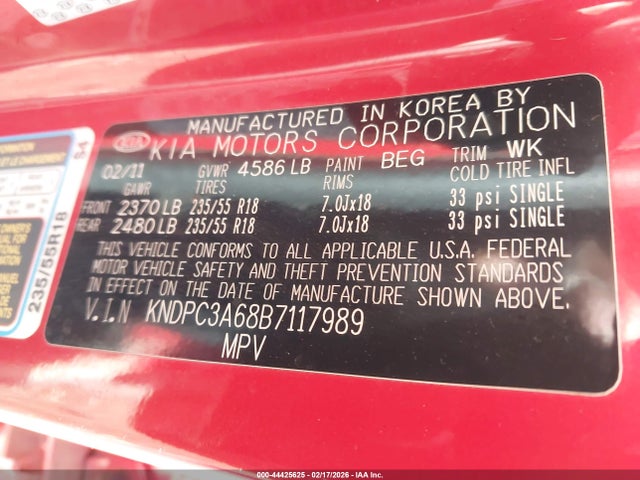 MANUFACTURED IN KOREA BY
KIA KIA MOTORS CORPORATION
02/11 GVWR 4586 LB PAINT BEG TRIM WK
GAWR TIRES RIMS COLD TIRE INFL
FRONT 2370 LB 235/55 R18 7.0Jx18 33 psi SINGLE
REAR 2480 LB 235/55 R18 7.0Jx18 33 psi SINGLE
THIS VEHICLE CONFORMS TO ALL APPLICABLE U.S.A. FEDERAL
MOTOR VEHICLE SAFETY AND THEFT PREVENTION STANDARDS
IN EFFECT ON THE DATE OF MANUFACTURE SHOWN ABOVE.
V.I.N KNDPC3A68B7117989
MPV
S4
235/55R18
000-44425625 - 02/17/2026 - IAA Inc.